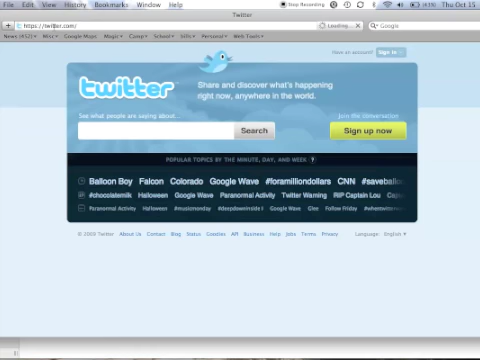 File Edit View History Bookmarks Window Help Stop Recording Thu Oct 15
Twitter
https://twitter.com/ Loading Google
News (452) Misc Google Maps Magic Camp School SIFIs Personal Web Tools
Have an account? Sign in
twitter
Share and discover what's happening
right now, anywhere in the world.
See what people are saying about...
Search
Join the conversation
Sign up now
POPULAR TOPICS BY THE MINUTE, DAY, AND WEEK ?
Balloon Boy Falcon Colorado Google Wave #foramilliondollars CNN #saveballo
#chocolatemilk Halloween Google Wave Paranormal Activity Twitter Warning RIP Captain Lou
Paranormal Activity Halloween #musicmonday #deepdowninside Google Wave Glee Follow Friday
© 2009 Twitter About Us Contact Blog Status Goodies API Business Help Jobs Terms Privacy Language: English